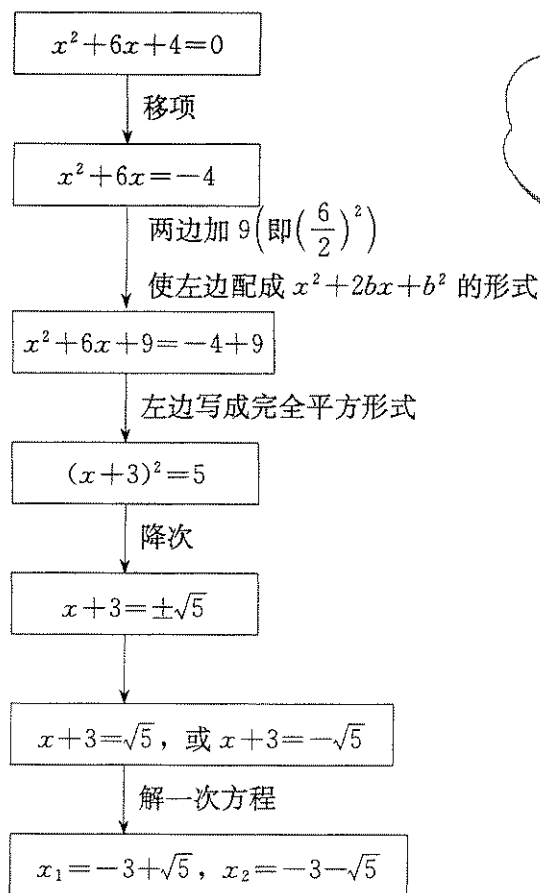 x²+6x+4=0
移项
x²+6x=−4
两边加 9(即(6/2)²)
使左边配成 x²+2bx+b² 的形式
x²+6x+9=−4+9
左边写成完全平方形式
(x+3)²=5
降次
x+3=±√5
x+3=√5，或 x+3=−√5
解一次方程
x₁=−3+√5，x₂=−3−√5